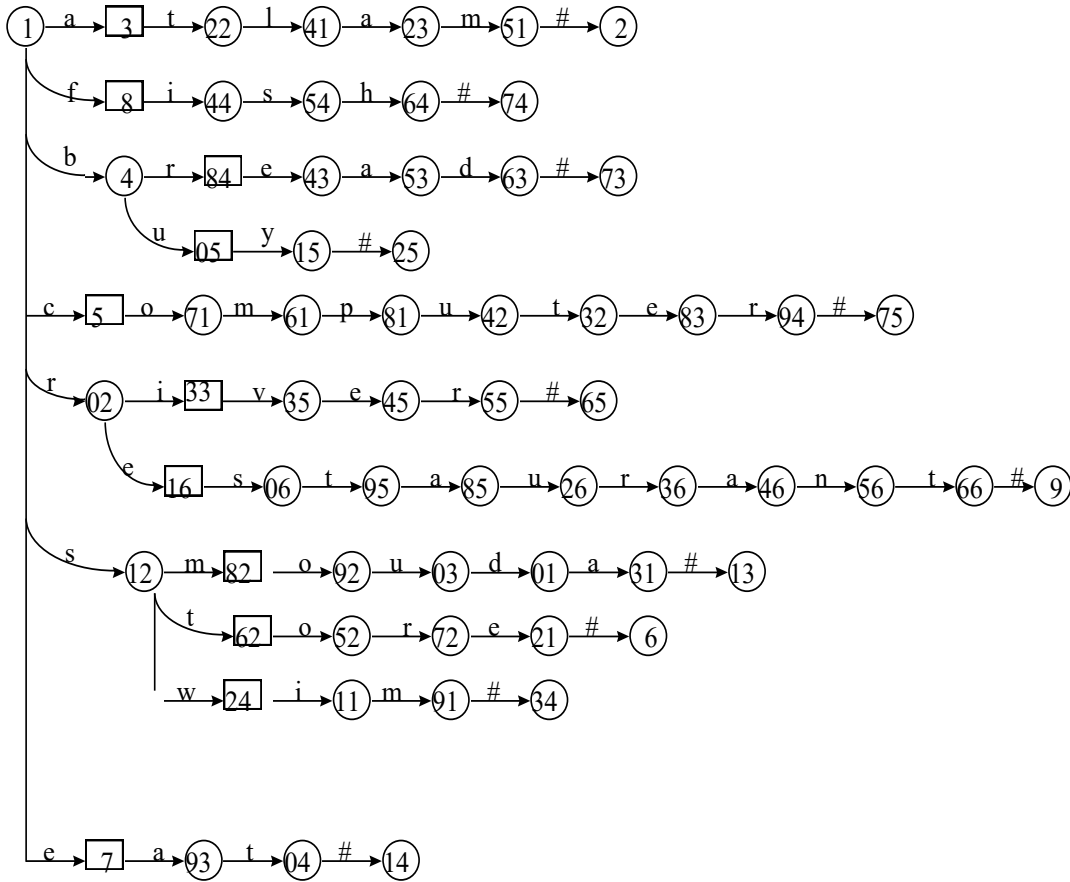 1 a 3 t 22 l 41 a 23 m 51 # 2
f 8 i 44 s 54 h 64 # 74
b 4 r 84 e 43 a 53 d 63 # 73
u 05 y 15 # 25
c 5 o 71 m 61 p 81 u 42 t 32 e 83 r 94 # 75
r 02 i 33 v 35 e 45 r 55 # 65
e 16 s 06 t 95 a 85 u 26 r 36 a 46 n 56 t 66 # 9
s 12 m 82 o 92 u 03 d 01 a 31 # 13
t 62 o 52 r 72 e 21 # 6
w 24 i 11 m 91 # 34
e 7 a 93 t 04 # 14